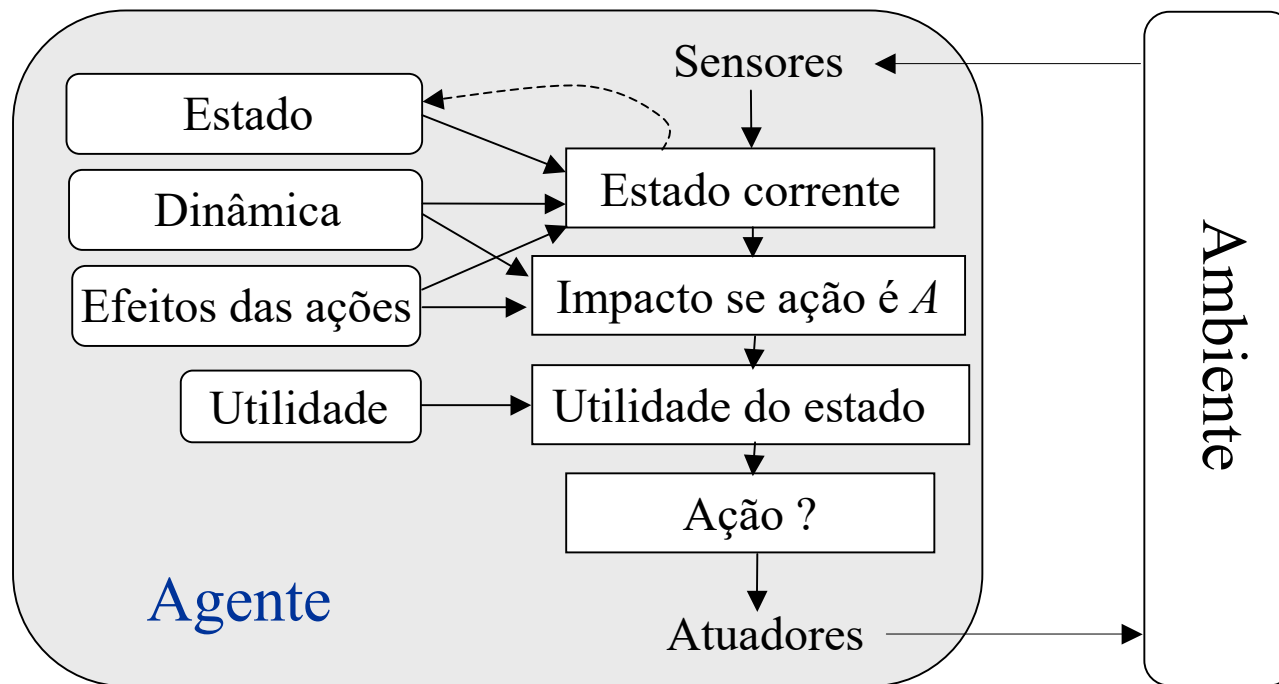 Sensores
Estado
Estado corrente
Dinâmica
Impacto se ação é A
Efeitos das ações
Utilidade
Utilidade do estado
Ação ?
Agente
Atuadores
Ambiente